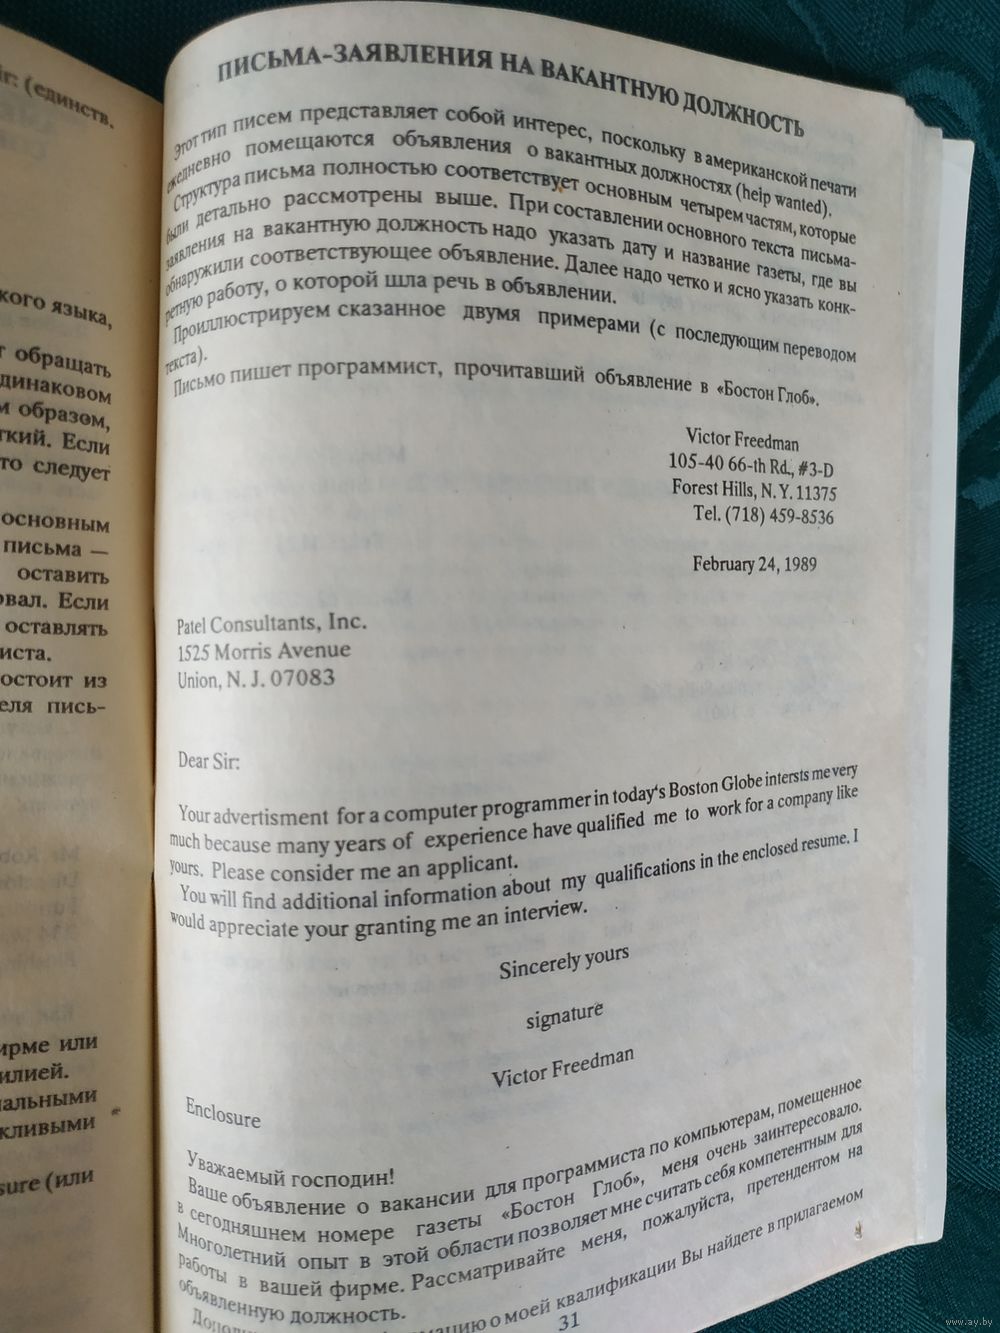 ir: (единств.
кого языка,
т обращать
динаковом
м образом,
ткий. Если
то следует
основным
письма —
оставить
овал. Если
оставлять
иста.
остоит из
еля пись-
ирме или
илией.
альными
жливыми
sure (или
ПИСЬМА-ЗАЯВЛЕНИЯ НА ВАКАНТНУЮ ДОЛЖНОСТЬ
Этот тип писем представляет собой интерес, поскольку в американской печати
ежедневно помещаются объявления о вакантных должностях (help wanted).
Структура письма полностью соответствует основным четырем частям, которые
были детально рассмотрены выше. При составлении основного текста письма-
заявления на вакантную должность надо указать дату и название газеты, где вы
обнаружили соответствующее объявление. Далее надо четко и ясно указать конк-
ретную работу, о которой шла речь в объявлении.
Проиллюстрируем сказанное двумя примерами (с последующим переводом
текста).
Письмо пишет программист, прочитавший объявление в «Бостон Глоб».
Victor Freedman
105-40 66-th Rd., #3-D
Forest Hills, N. Y. 11375
Tel. (718) 459-8536
February 24, 1989
Patel Consultants, Inc.
1525 Morris Avenue
Union, N. J. 07083
Dear Sir:
Your advertisment for a computer programmer in today's Boston Globe intersts me very
much because many years of experience have qualified me to work for a company like
yours. Please consider me an applicant.
You will find additional information about my qualifications in the enclosed resume. I
would appreciate your granting me an interview.
Sincerely yours
signature
Victor Freedman
Enclosure
Уважаемый господин!
Ваше объявление о вакансии для программиста по компьютерам, помещенное
в сегодняшнем номере газеты «Бостон Глоб», меня очень заинтересовало.
Многолетний опыт в этой области позволяет мне считать себя компетентным для
работы в вашей фирме. Рассматривайте меня, пожалуйста, претендентом на
объявленную должность.
о моей квалификации Вы найдете в прилагаемом
31
www.ay.by